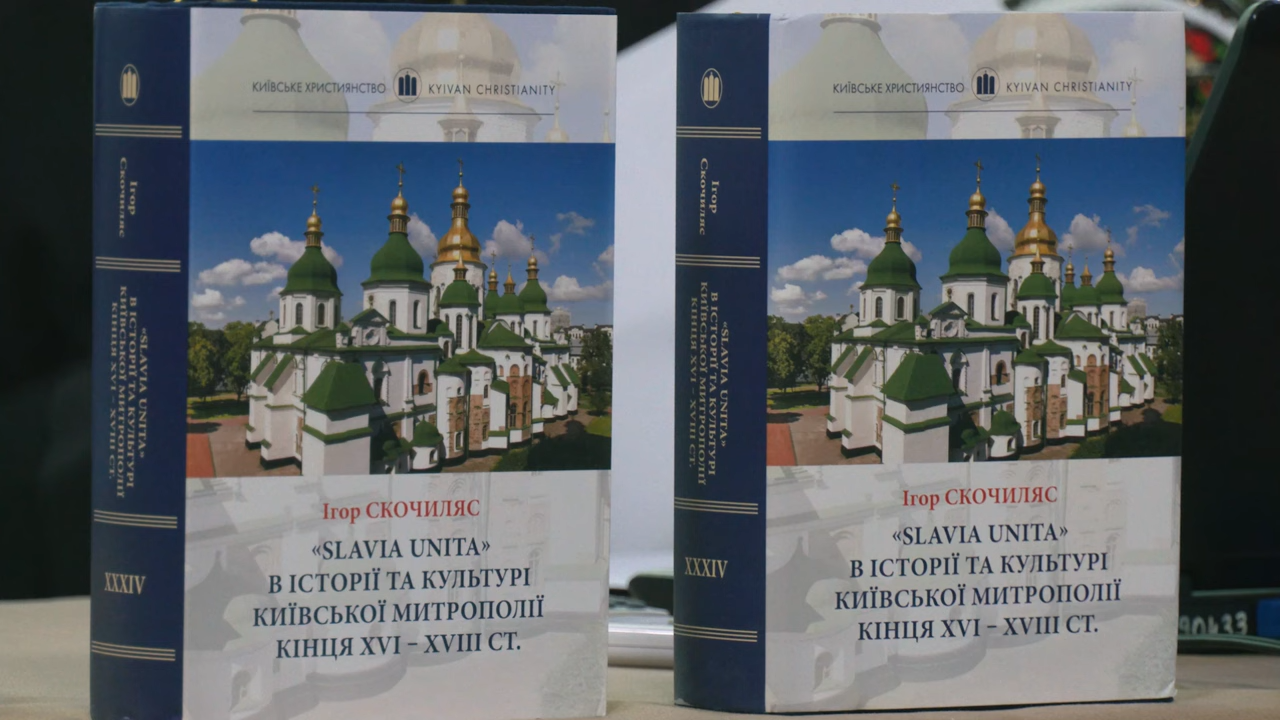 КИЇВСЬКЕ ХРИСТИЯНСТВО KYIVAN CHRISTIANITY
Ігор
Скочиляс
«SLAVIA UNITA»
В ІСТОРІЇ ТА КУЛЬТУРІ
КИЇВСЬКОЇ МИТРОПОЛІЇ
КІНЦЯ XVI – XVIII СТ.
XXXIV
Ігор СКОЧИЛЯС
«SLAVIA UNITA»
В ІСТОРІЇ ТА КУЛЬТУРІ
КИЇВСЬКОЇ МИТРОПОЛІЇ
КІНЦЯ XVI – XVIII СТ.
КИЇВСЬКЕ ХРИСТИЯНСТВО KYIVAN CHRISTIANITY
Ігор
Скочиляс
«SLAVIA UNITA»
В ІСТОРІЇ ТА КУЛЬТУРІ
КИЇВСЬКОЇ МИТРОПОЛІЇ
КІНЦЯ XVI – XVIII СТ.
XXXIV
Ігор СКОЧИЛЯС
«SLAVIA UNITA»
В ІСТОРІЇ ТА КУЛЬТУРІ
КИЇВСЬКОЇ МИТРОПОЛІЇ
КІНЦЯ XVI – XVIII СТ.